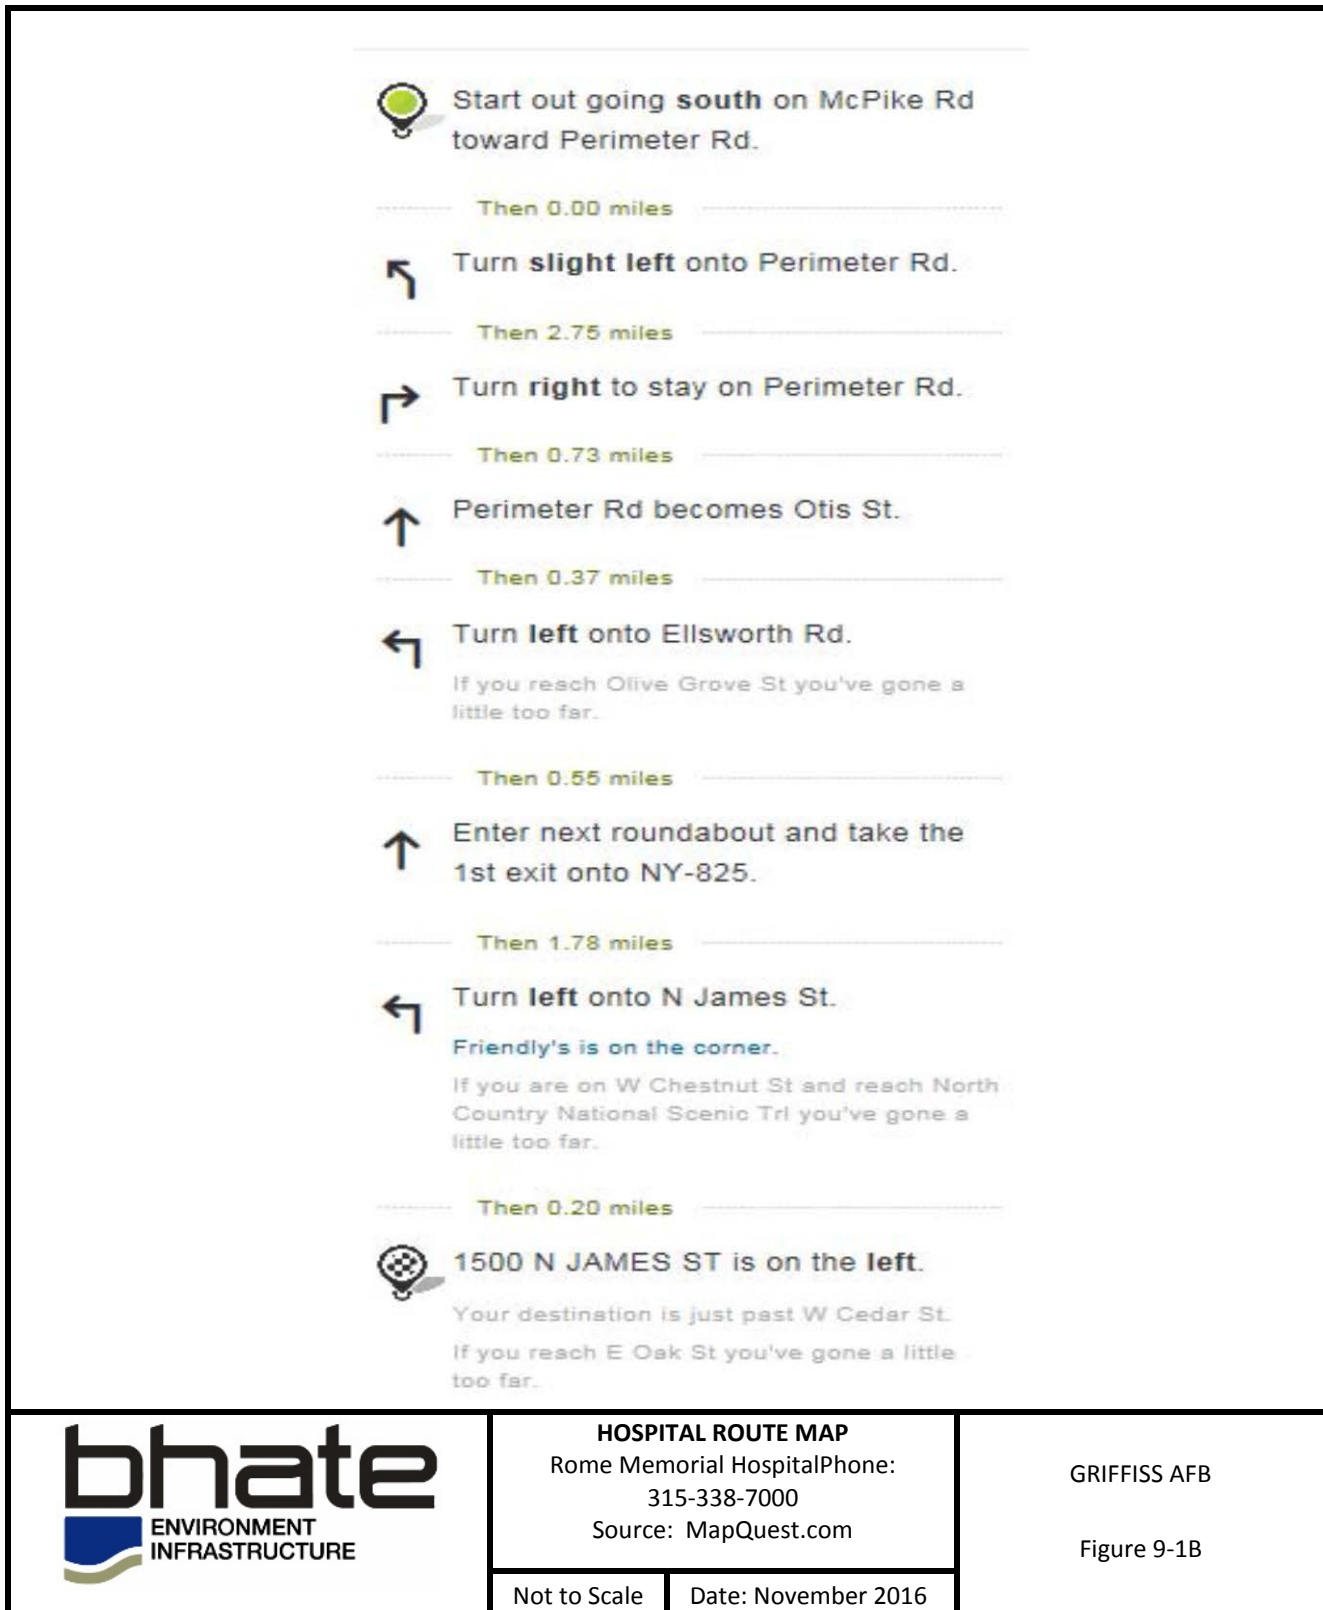 Start out going south on McPike Rd
toward Perimeter Rd.
Then 0.00 miles
Turn slight left onto Perimeter Rd.
Then 2.75 miles
Turn right to stay on Perimeter Rd.
Then 0.73 miles
Perimeter Rd becomes Otis St.
Then 0.37 miles
Turn left onto Ellsworth Rd.
If you reach Olive Grove St you've gone a
little too far.
Then 0.55 miles
Enter next roundabout and take the
1st exit onto NY-825.
Then 1.78 miles
Turn left onto N James St.
Friendly's is on the corner.
If you are on W Chestnut St and reach North
Country National Scenic Trl you've gone a
little too far.
Then 0.20 miles
1500 N JAMES ST is on the left.
Your destination is just past W Cedar St.
If you reach E Oak St you've gone a little
too far.
bhate
ENVIRONMENT
INFRASTRUCTURE
HOSPITAL ROUTE MAP
Rome Memorial HospitalPhone:
315-338-7000
Source: MapQuest.com
Not to Scale
Date: November 2016
GRIFFISS AFB
Figure 9-1B